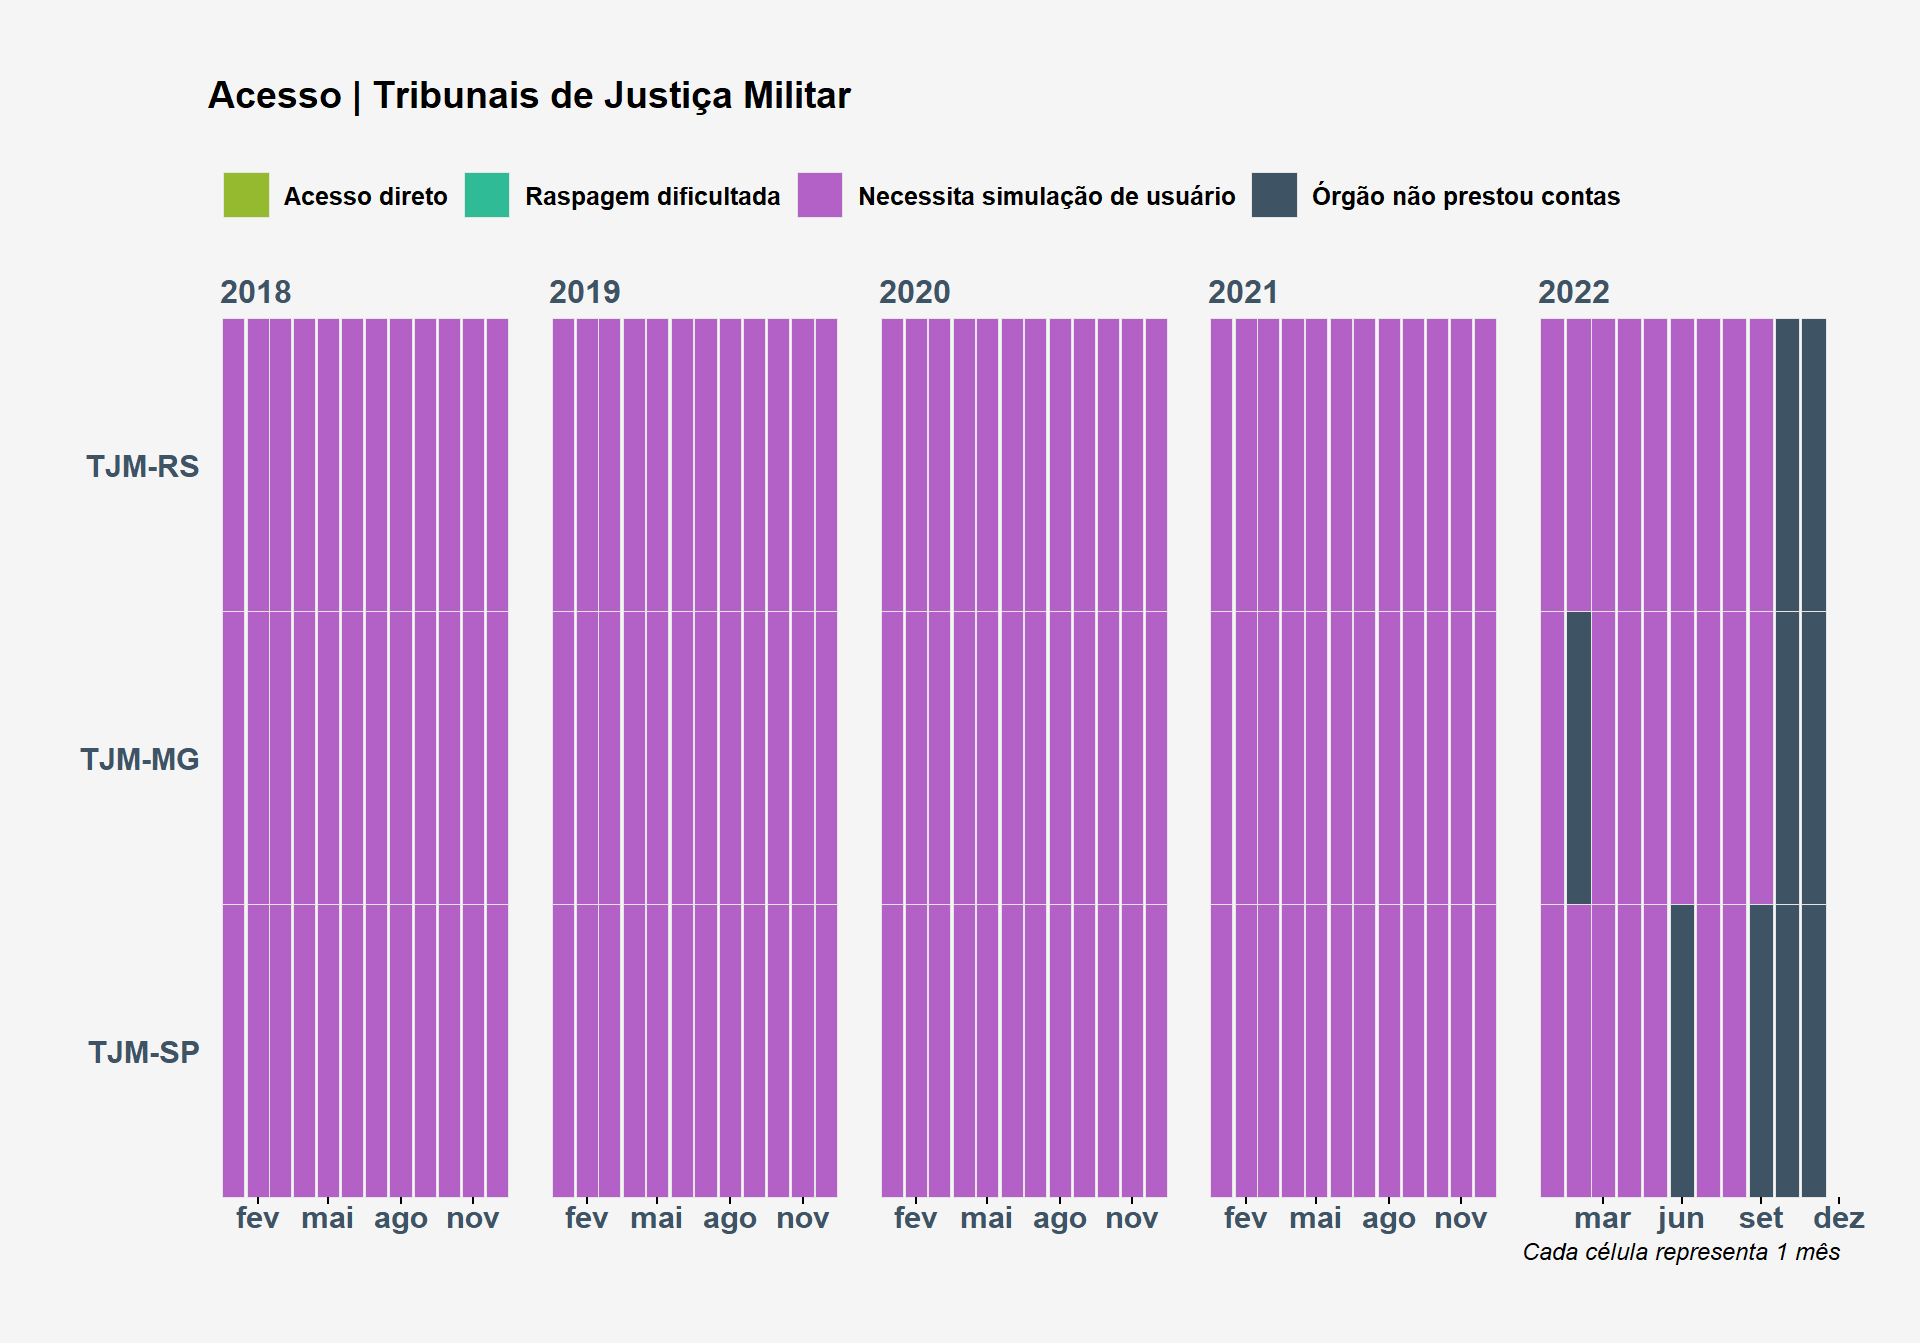 Acesso | Tribunais de Justiça Militar
Acesso direto Raspagem dificultada Necessita simulação de usuário Órgão não prestou contas
2018 2019 2020 2021 2022
TJM-RS
TJM-MG
TJM-SP
fev mai ago nov fev mai ago nov fev mai ago nov fev mai ago nov mar jun set dez
Cada célula representa 1 mês